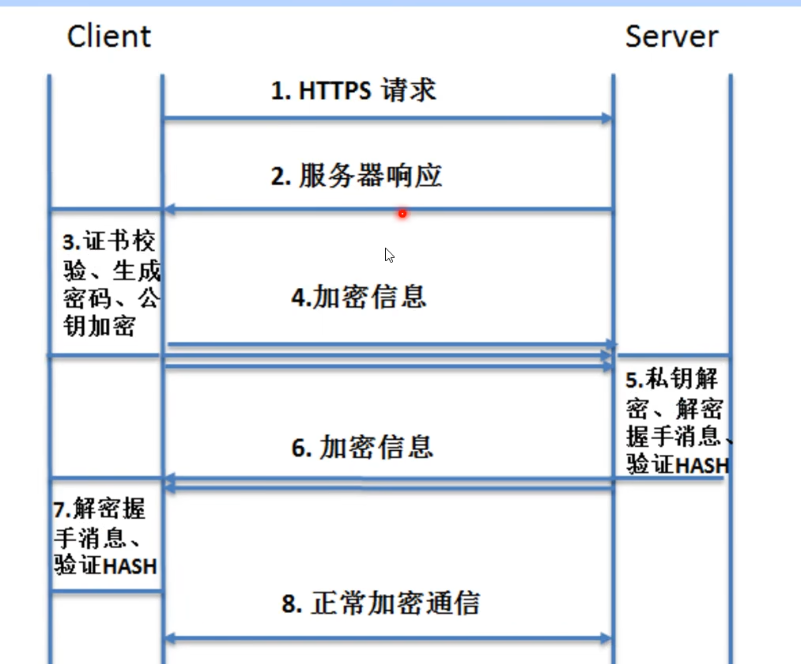 Client
Server
1. HTTPS 请求
2. 服务器响应
3.证书校
验、生成
密码、公
钥加密
4.加密信息
5.私钥解
密、解密
握手消息、
验证HASH
6. 加密信息
7.解密握
手消息、
验证HASH
8. 正常加密通信